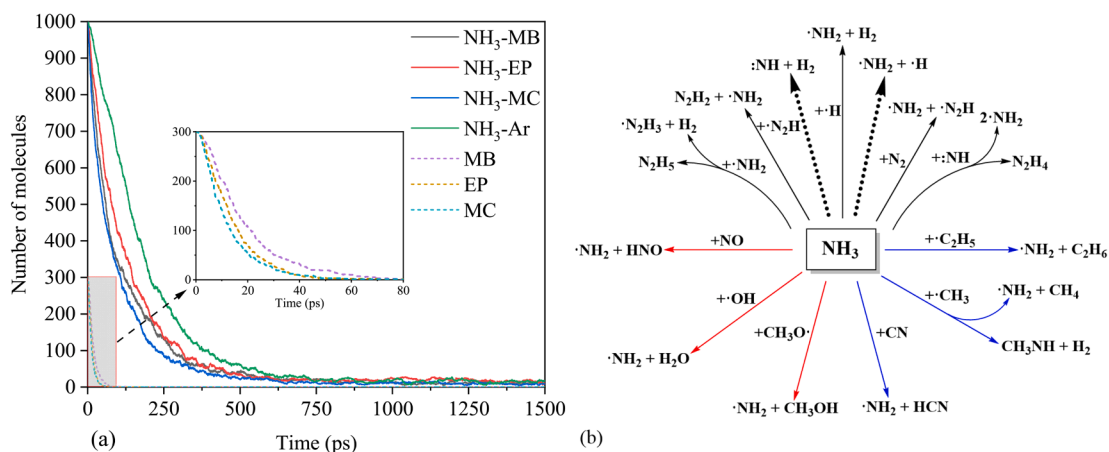 1000
900
800
700
600
500
400
300
200
100
0
Number of molecules
0
250
500
750
1000
1250
1500
Time (ps)
(a)
NH3-MB
NH3-EP
NH3-MC
NH3-Ar
MB
EP
MC
300
200
100
0
0
20
40
60
80
Time (ps)
(b)
·NH2 + H2
:NH + H2
·NH2 + ·H
N2H2 + ·NH2
·NH2 + ·N2H
·N2H3 + H2
2·NH2
N2H5
N2H4
+·H
+·N2H
+N2
+·NH2
+:NH
NH3
·NH2 + HNO
+NO
+·C2H5
·NH2 + C2H6
+·OH
+·CH3
·NH2 + CH4
+CH3O·
+CN
CH3NH + H2
·NH2 + H2O
·NH2 + CH3OH
·NH2 + HCN